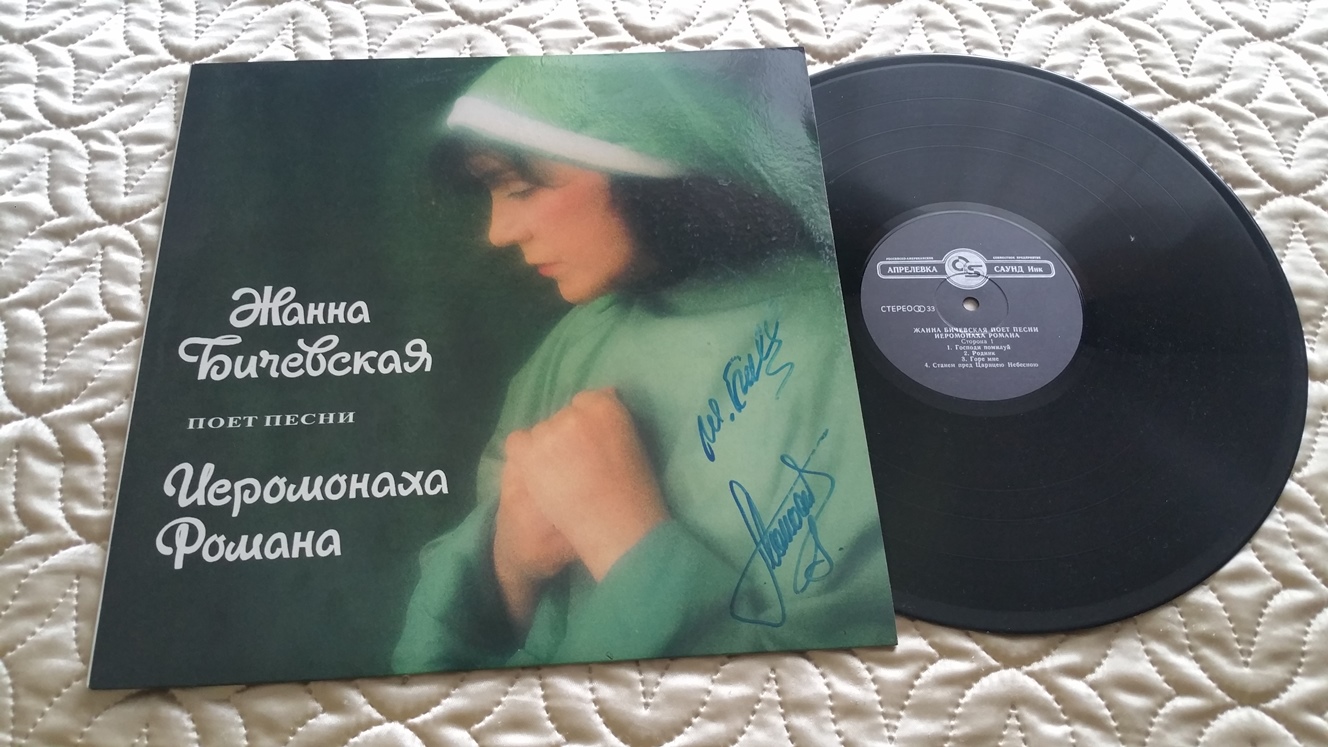 Жанна
Бичевская
ПОЕТ ПЕСНИ
Иеромонаха
Романа
АПРЕЛЕВКА САУНД Инк
СТЕРЕО 33
ЖАННА БИЧЕВСКАЯ ПОЕТ ПЕСНИ
ИЕРОМОНАХА РОМАНА
Сторона 1
1. Господи помилуй
2. Родник
3. Горе мне
4. Станем пред Царицею Небесною